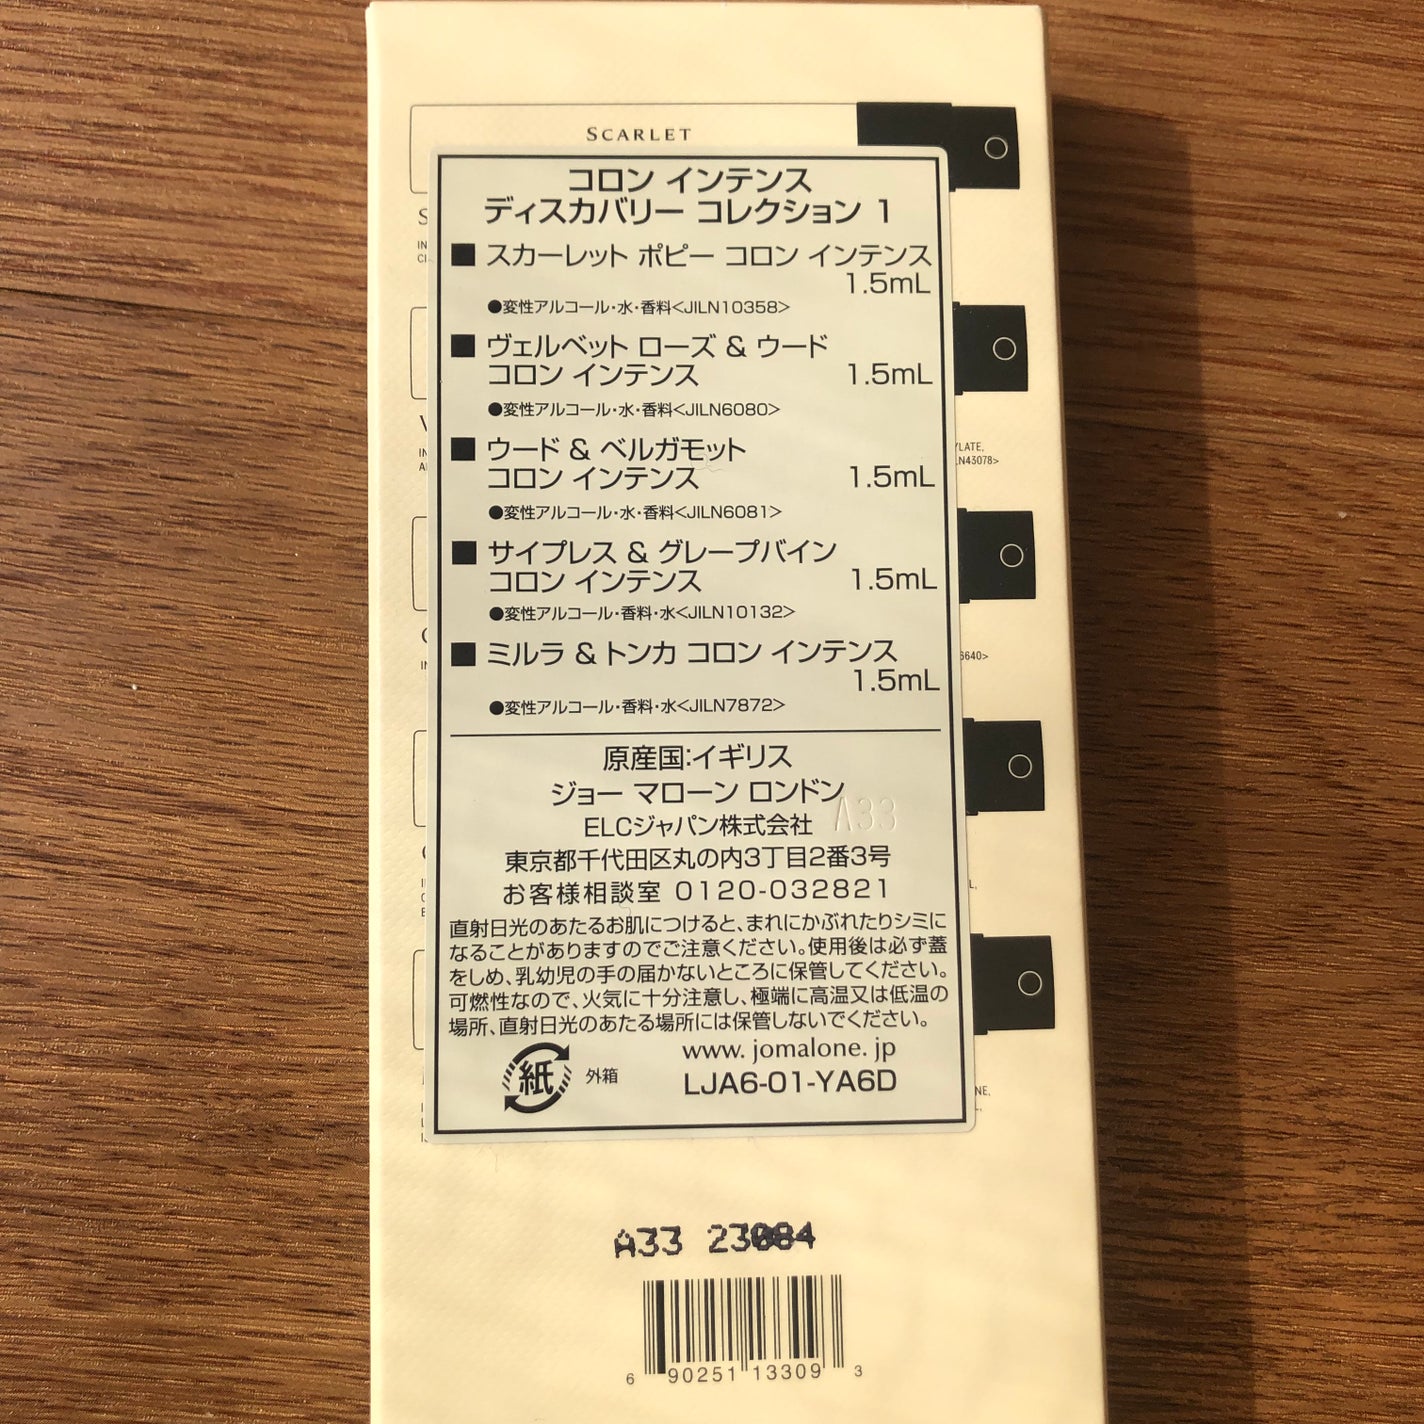 SCARLET
コロン インテンス
ディスカバリー コレクション 1
■ スカーレット ポピー コロン インテンス
1.5mL
●変性アルコール・水・香料<JILN10358>
■ ヴェルベット ローズ & ウード
コロン インテンス 1.5mL
●変性アルコール・水・香料<JILN6080>
■ ウード & ベルガモット
コロン インテンス 1.5mL
●変性アルコール・水・香料<JILN6081>
■ サイプレス & グレープバイン
コロン インテンス 1.5mL
●変性アルコール・香料・水<JILN10132>
■ ミルラ & トンカ コロン インテンス
1.5mL
●変性アルコール・香料・水<JILN7872>
原産国:イギリス
ジョー マローン ロンドン
ELCジャパン株式会社 A33
東京都千代田区丸の内3丁目2番3号
お客様相談室 0120-032821
直射日光のあたるお肌につけると、まれにかぶれたりシミに
なることがありますのでご注意ください。使用後は必ず蓋
をしめ、乳幼児の手の届かないところに保管してください。
可燃性なので、火気に十分注意し、極端に高温又は低温の
場所、直射日光のあたる場所には保管しないでください。
紙 外箱 www.jomalone.jp
LJA6-01-YA6D
A33 23084
6 90251 13309 3